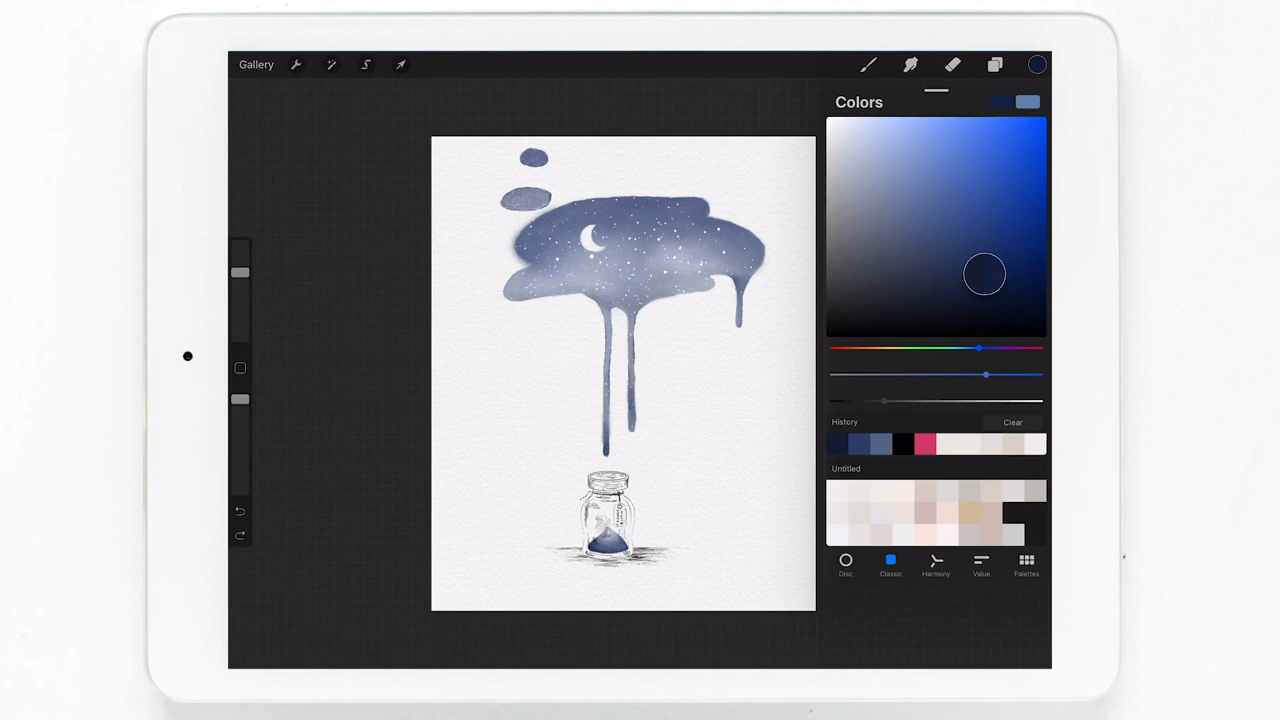 Gallery
Colors
History
Clear
Untitled
Disc
Classic
Harmony
Value
Palettes